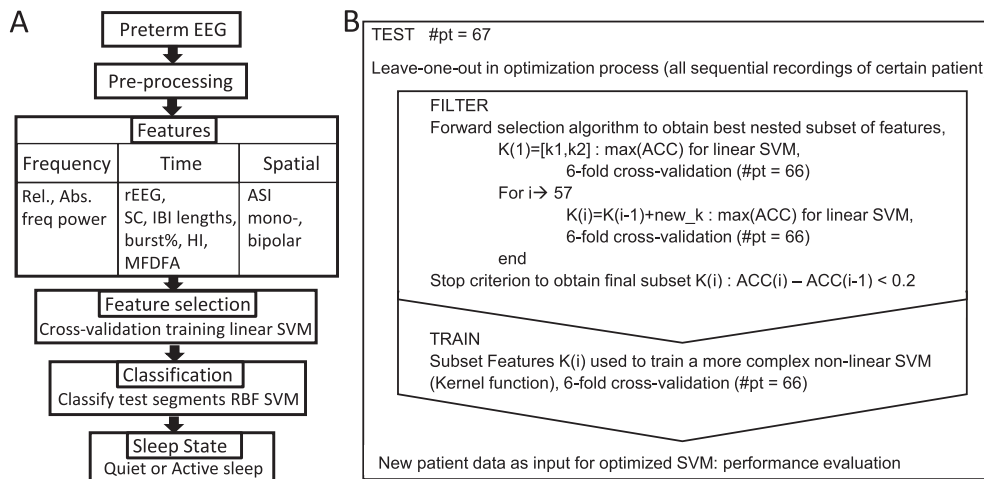 A
Preterm EEG
Pre-processing
Features
Frequency
Time
Spatial
Rel., Abs.
freq power
rEEG,
SC, IBI lengths,
burst%, HI,
MFDFA
ASI
mono-,
bipolar
Feature selection
Cross-validation training linear SVM
Classification
Classify test segments RBF SVM
Sleep State
Quiet or Active sleep
B
TEST #pt = 67
Leave-one-out in optimization process (all sequential recordings of certain patient
FILTER
Forward selection algorithm to obtain best nested subset of features,
K(1)=[k1,k2] : max(ACC) for linear SVM,
6-fold cross-validation (#pt = 66)
For i→ 57
K(i)=K(i-1)+new_k : max(ACC) for linear SVM,
6-fold cross-validation (#pt = 66)
end
Stop criterion to obtain final subset K(i) : ACC(i) – ACC(i-1) < 0.2
TRAIN
Subset Features K(i) used to train a more complex non-linear SVM
(Kernel function), 6-fold cross-validation (#pt = 66)
New patient data as input for optimized SVM: performance evaluation